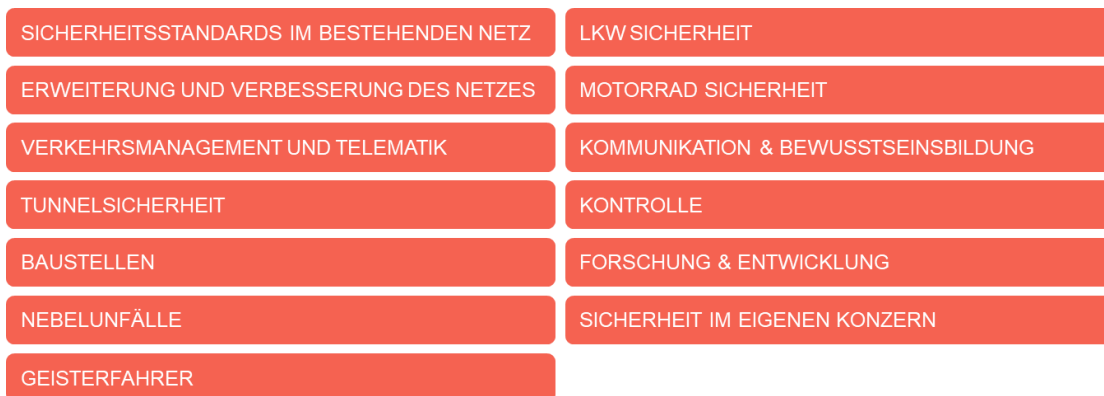 SICHERHEITSSTANDARDS IM BESTEHENDEN NETZ
ERWEITERUNG UND VERBESSERUNG DES NETZES
VERKEHRSMANAGEMENT UND TELEMATIK
TUNNELSICHERHEIT
BAUSTELLEN
NEBELUNFÄLLE
GEISTERFAHRER
LKW SICHERHEIT
MOTORRAD SICHERHEIT
KOMMUNIKATION & BEWUSSTSEINSBILDUNG
KONTROLLE
FORSCHUNG & ENTWICKLUNG
SICHERHEIT IM EIGENEN KONZERN